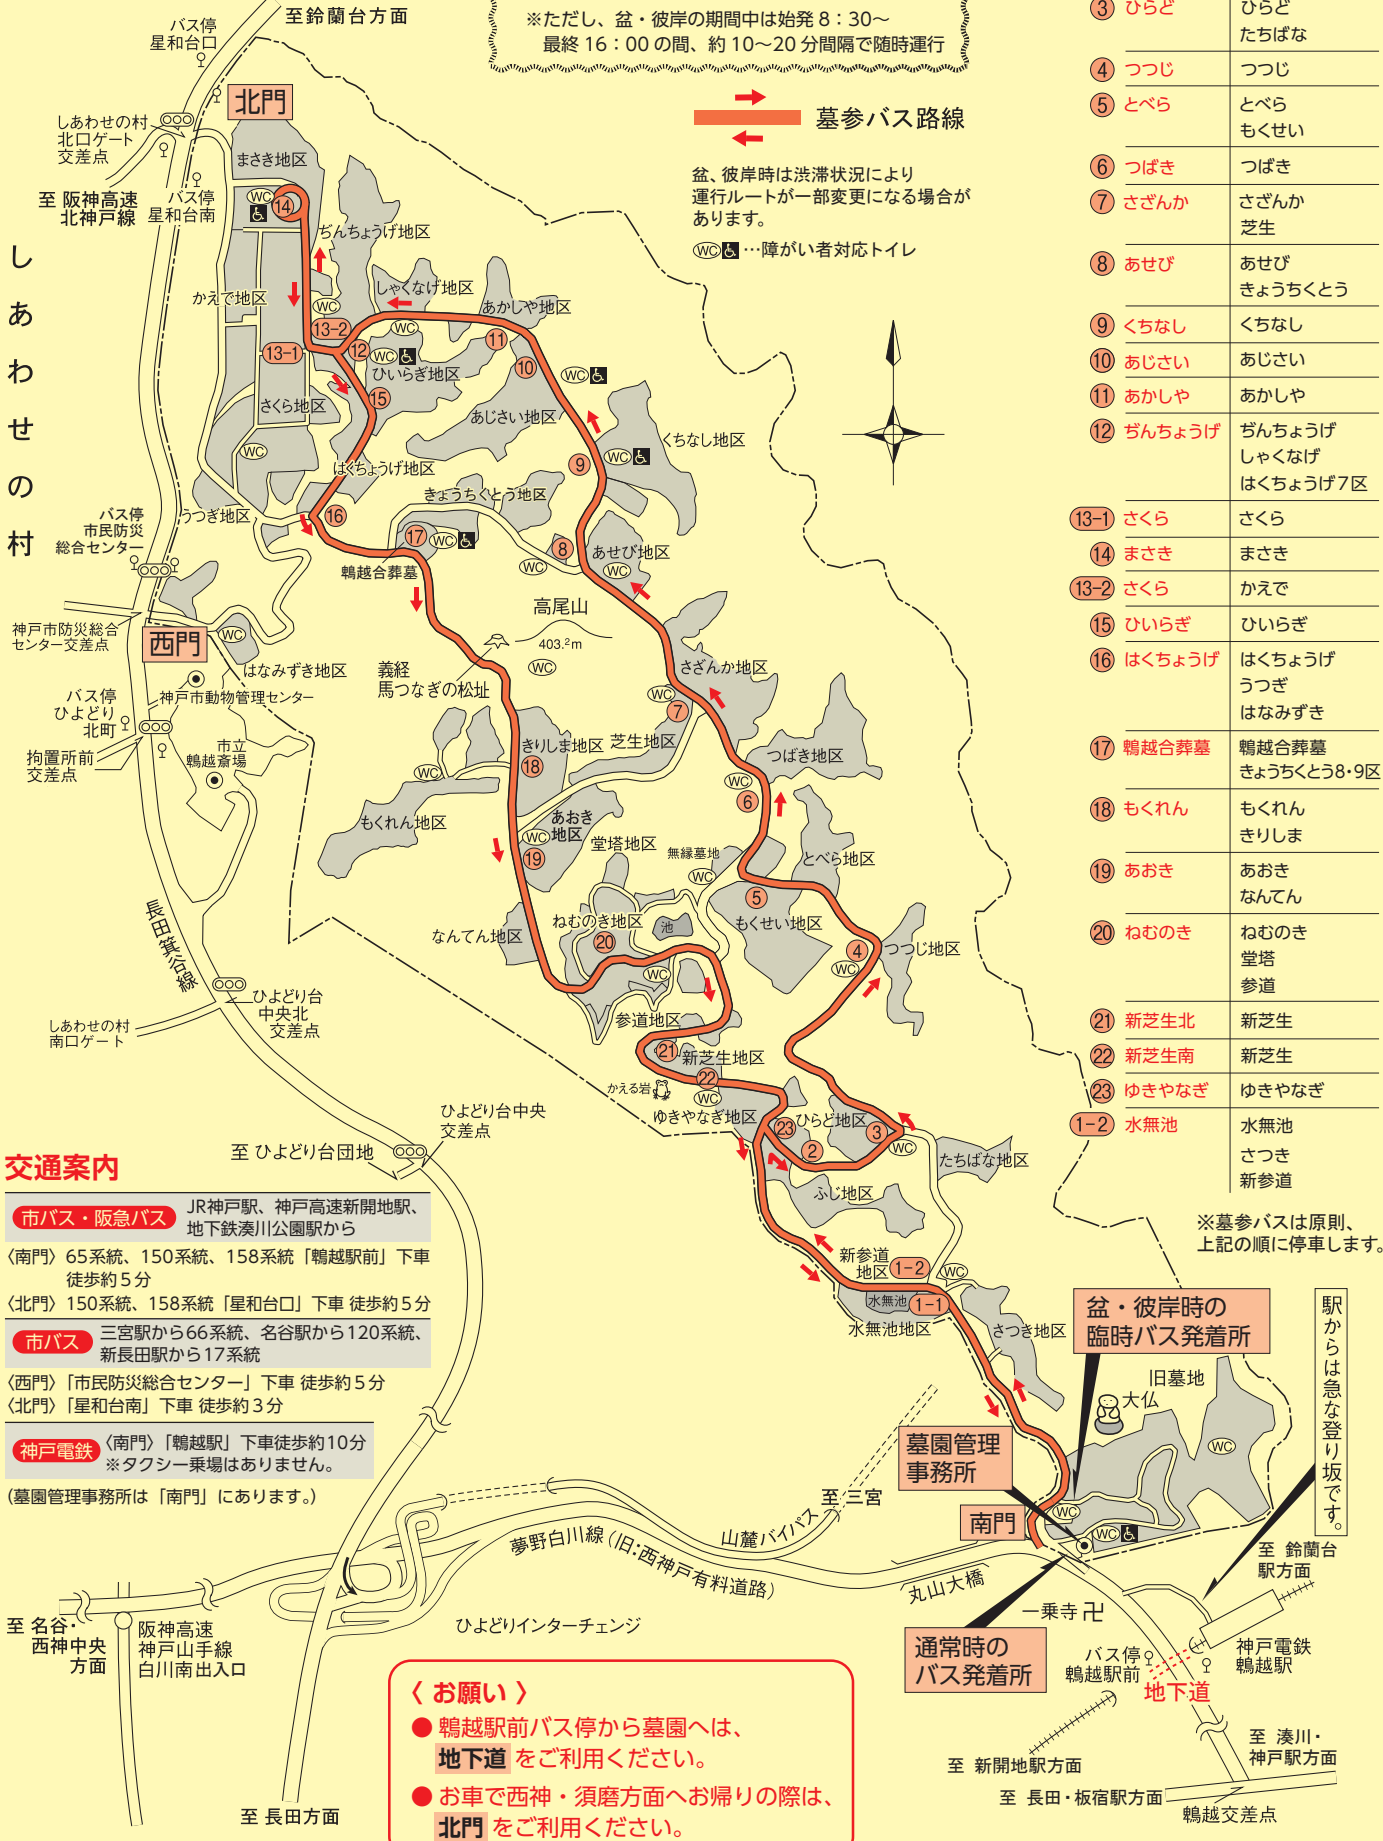 ※ただし、盆・彼岸の期間中は始発8：30～
最終16：00の間、約10～20分間隔で随時運行
墓参バス路線
盆、彼岸時は渋滞状況により
運行ルートが一部変更になる場合が
あります。
WC…障がい者対応トイレ
③ ひらど ひらど
たちばな
④ つつじ つつじ
⑤ とべら とべら
もくせい
⑥ つばき つばき
⑦ さざんか さざんか
芝生
⑧ あせび あせび
きょうちくとう
⑨ くちなし くちなし
⑩ あじさい あじさい
⑪ あかしや あかしや
⑫ ぢんちょうげ ぢんちょうげ
しゃくなげ
はくちょうげ7区
13-1 さくら さくら
⑭ まさき まさき
13-2 さくら かえで
⑮ ひいらぎ ひいらぎ
⑯ はくちょうげ はくちょうげ
うつぎ
はなみずき
⑰ 鵯越合葬墓 鵯越合葬墓
きょうちくとう8・9区
⑱ もくれん もくれん
きりしま
⑲ あおき あおき
なんてん
⑳ ねむのき ねむのき
堂塔
参道
㉑ 新芝生北 新芝生
㉒ 新芝生南 新芝生
㉓ ゆきやなぎ ゆきやなぎ
1-2 水無池 水無池
さつき
新参道
※墓参バスは原則、
上記の順に停車します。
至鈴蘭台方面
バス停
星和台口
北門
しあわせの村
北口ゲート
交差点
至 阪神高速
北神戸線
バス停
星和台南
しあわせの村
まさき地区
WC
14
ぢんちょうげ地区
しゃくなげ地区
あかしや地区
かえで地区
WC
13-2
WC
11
13-1
12
WC
10
WC
ひいらぎ地区
15
さくら地区
あじさい地区
くちなし地区
WC
WC
9
はくちょうげ地区
きょうちくとう地区
うつぎ地区
16
17
WC
8
あせび地区
WC
WC
鵯越合葬墓
バス停
市民防災
総合センター
神戸市防災総合
センター交差点
西門
WC
はなみずき地区
神戸市動物管理センター
バス停
ひよどり
北町
拘置所前
交差点
市立
鵯越斎場
高尾山
403.2m
WC
義経
馬つなぎの松址
さざんか地区
WC
7
きりしま地区
芝生地区
18
WC
つばき地区
WC
6
もくれん地区
あおき
地区
WC
19
堂塔地区
無縁墓地
WC
とべら地区
5
もくせい地区
ねむのき地区
池
20
なんてん地区
4
つつじ地区
WC
WC
長田箕谷線
ひよどり台
中央北
交差点
しあわせの村
南口ゲート
参道地区
21
新芝生地区
22
かえる岩
WC
ゆきやなぎ地区
23
ひらど地区
2
3
WC
たちばな地区
ふじ地区
ひよどり台中央
交差点
至 ひよどり台団地
新参道
地区
1-2
WC
水無池
1-1
水無池地区
さつき地区
交通案内
市バス・阪急バス JR神戸駅、神戸高速新開地駅、
地下鉄湊川公園駅から
〈南門〉65系統、150系統、158系統「鵯越駅前」下車
徒歩約5分
〈北門〉150系統、158系統「星和台口」下車 徒歩約5分
市バス 三宮駅から66系統、名谷駅から120系統、
新長田駅から17系統
〈西門〉「市民防災総合センター」下車 徒歩約5分
〈北門〉「星和台南」下車 徒歩約3分
神戸電鉄 〈南門〉「鵯越駅」下車徒歩約10分
※タクシー乗場はありません。
（墓園管理事務所は「南門」にあります。）
盆・彼岸時の
臨時バス発着所
駅からは急な登り坂です。
旧墓地
大仏
WC
墓園管理
事務所
南門
WC
WC
至 三宮
山麓バイパス
夢野白川線（旧：西神戸有料道路）
丸山大橋
至 鈴蘭台
駅方面
一乗寺卍
通常時の
バス発着所
バス停
鵯越駅前
地下道
神戸電鉄
鵯越駅
至 名谷・
西神中央
方面
阪神高速
神戸山手線
白川南出入口
ひよどりインターチェンジ
至 湊川・
神戸駅方面
至 新開地駅方面
至 長田・板宿駅方面
鵯越交差点
至 長田方面
〈 お願い 〉
● 鵯越駅前バス停から墓園へは、
地下道 をご利用ください。
● お車で西神・須磨方面へお帰りの際は、
北門 をご利用ください。